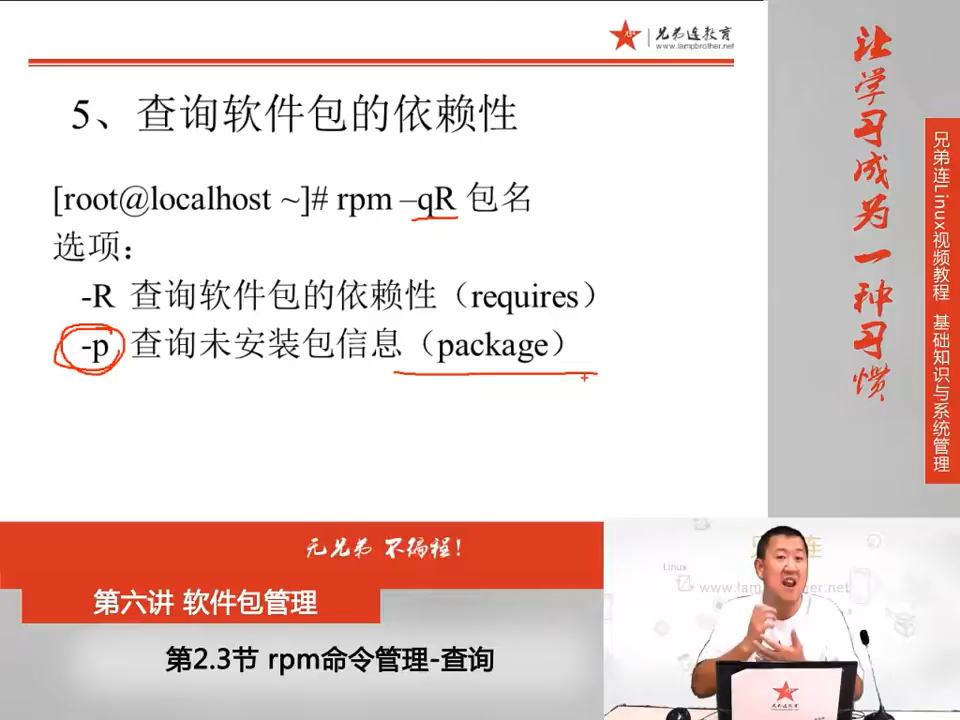 兄弟连教育
www.lampbrother.net
5、查询软件包的依赖性
[root@localhost ~]# rpm –qR 包名
选项：
-R 查询软件包的依赖性（requires）
-p 查询未安装包信息（package）
让学习成为一种习惯
兄弟连Linux视频教程 基础知识与系统管理
无兄弟 不编程！
第六讲 软件包管理
第2.3节 rpm命令管理-查询
Linux
兄弟连教育